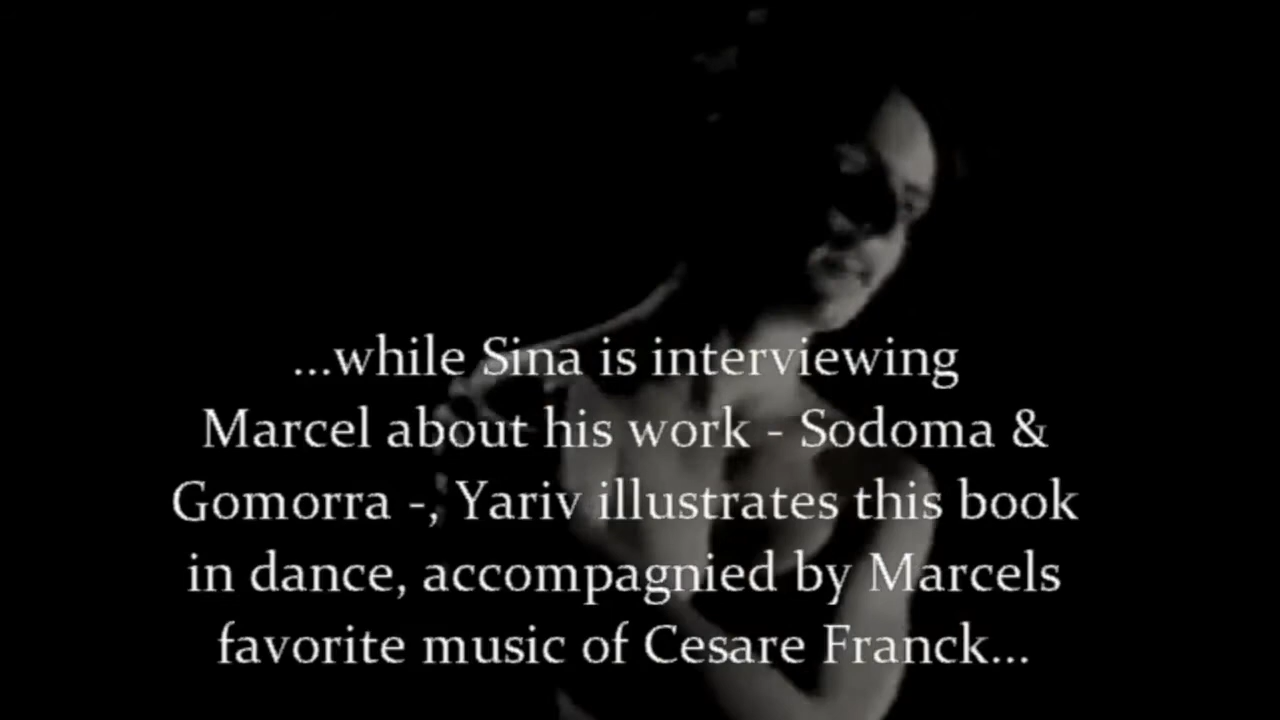 ...while Sina is interviewing
Marcel about his work - Sodoma &
Gomorra -, Yariv illustrates this book
in dance, accompagnied by Marcels
favorite music of Cesare Franck...